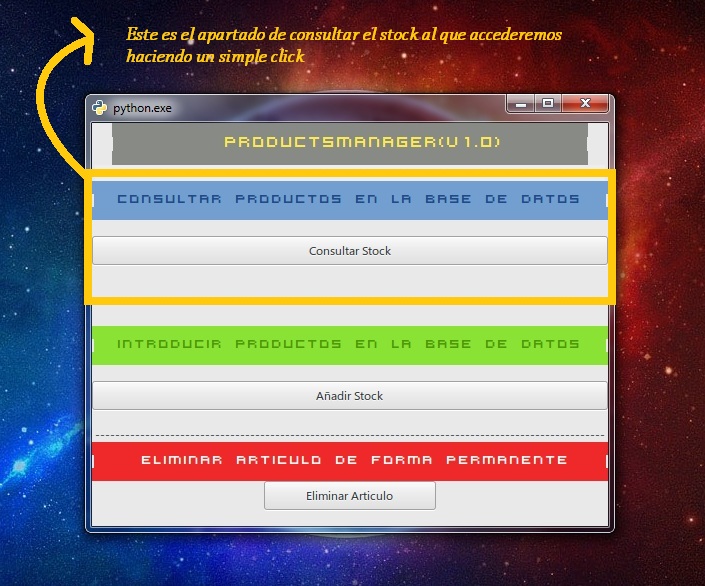 Este es el apartado de consultar el stock al que accederemos
haciendo un simple click
python.exe
PRODUCTSMANAGER(V 1.0)
CONSULTAR PRODUCTOS EN LA BASE DE DATOS
Consultar Stock
INTRODUCIR PRODUCTOS EN LA BASE DE DATOS
Añadir Stock
ELIMINAR ARTICULO DE FORMA PERMANENTE
Eliminar Articulo